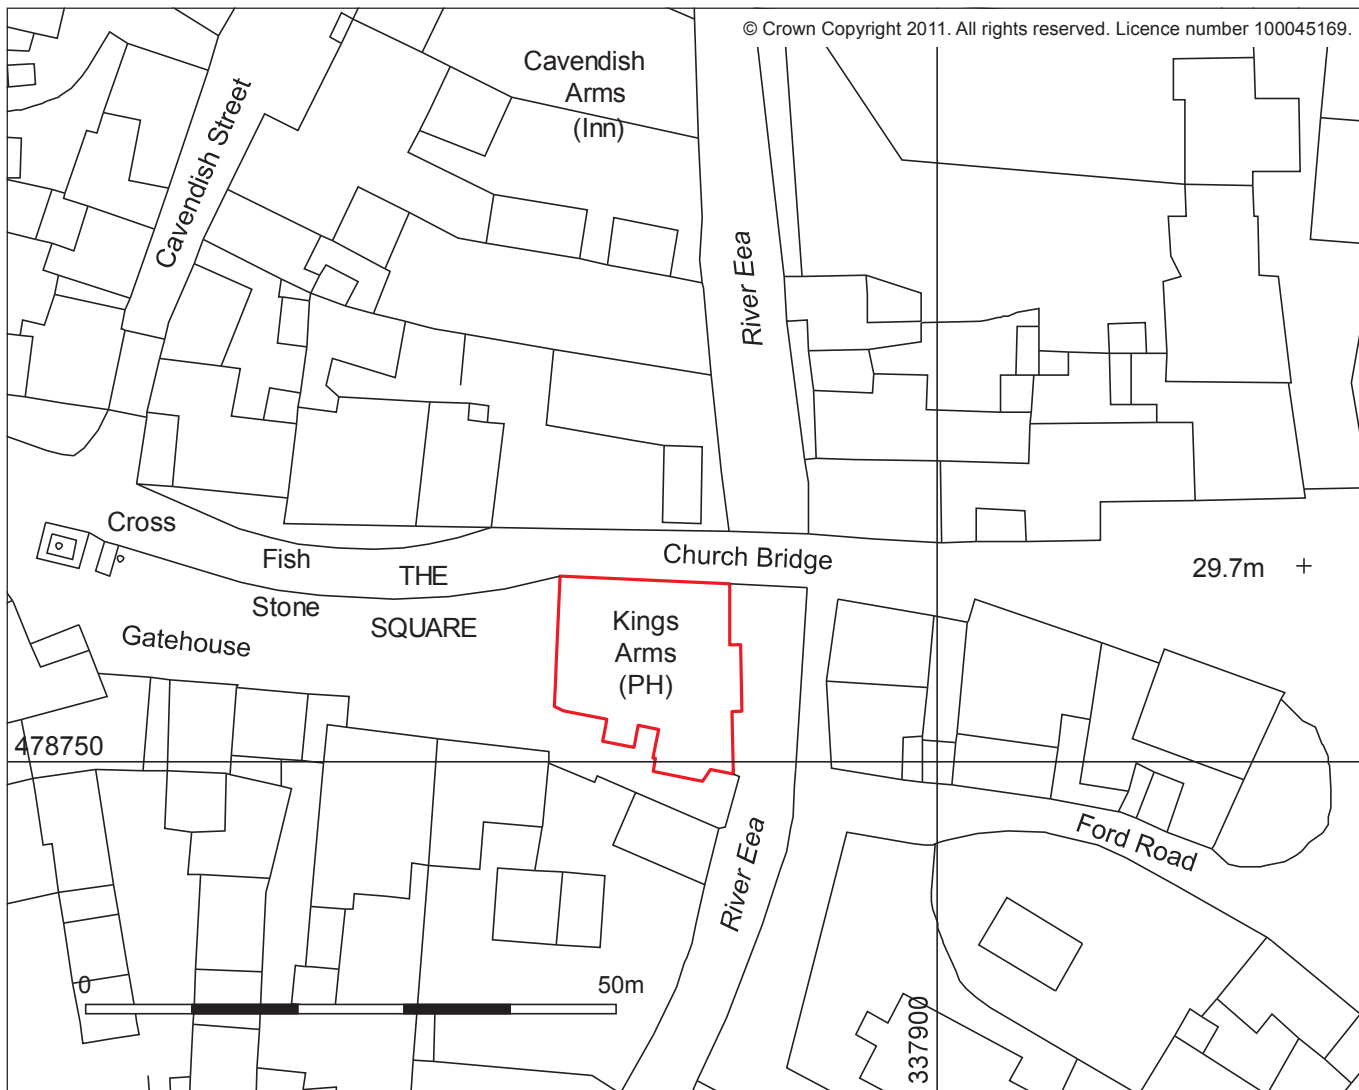 © Crown Copyright 2011. All rights reserved. Licence number 100045169.
Cavendish
Arms
(Inn)
Cavendish Street
River Eea
Cross
Fish
Stone
THE
SQUARE
Church Bridge
29.7m
Gatehouse
Kings
Arms
(PH)
478750
Ford Road
River Eea
0
50m
337900